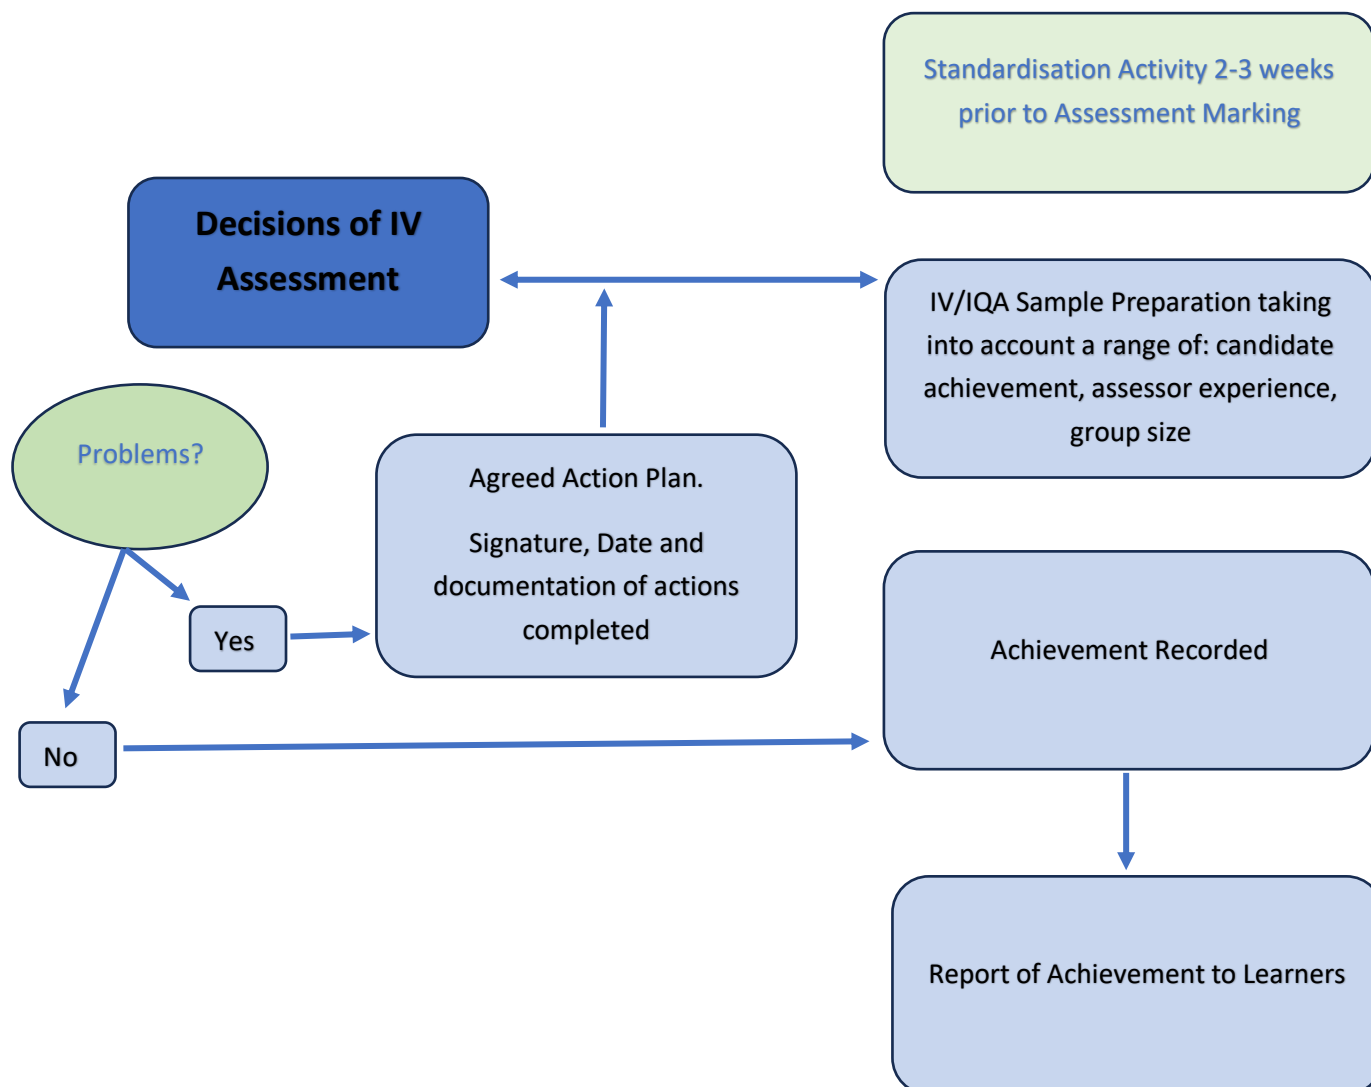 Standardisation Activity 2-3 weeks
prior to Assessment Marking
Decisions of IV
Assessment
IV/IQA Sample Preparation taking
into account a range of: candidate
achievement, assessor experience,
group size
Problems?
Agreed Action Plan.
Signature, Date and
documentation of actions
completed
Yes
Achievement Recorded
No
Report of Achievement to Learners